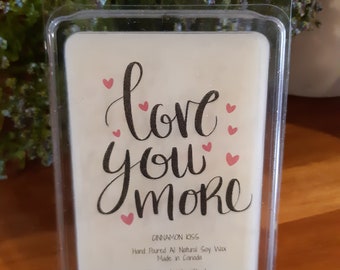 love
you
more
CINNAMON KISS
Hand Poured All Natural Soy Wax
Made in Canada